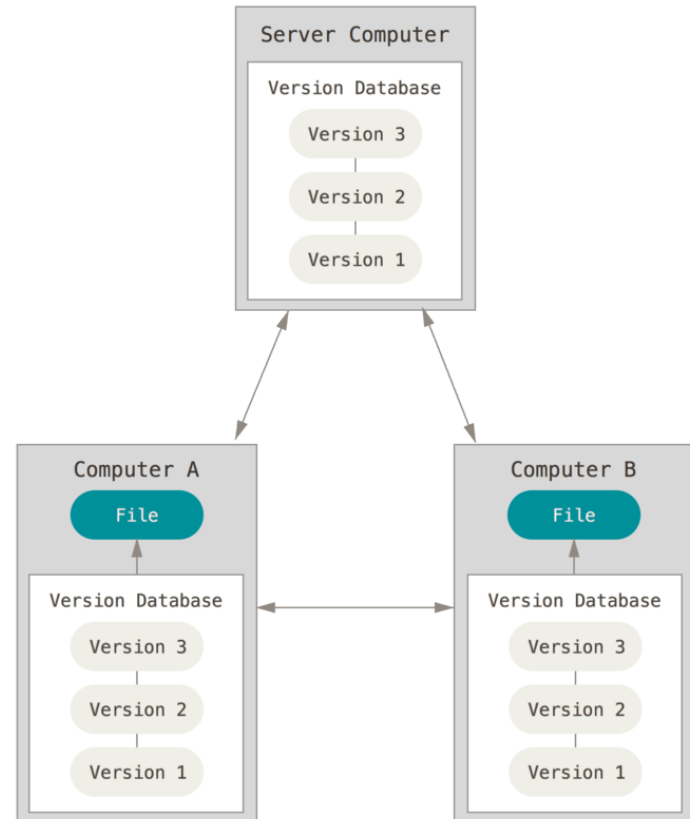 Server Computer
Version Database
Version 3
Version 2
Version 1
Computer A
File
Version Database
Version 3
Version 2
Version 1
Computer B
File
Version Database
Version 3
Version 2
Version 1